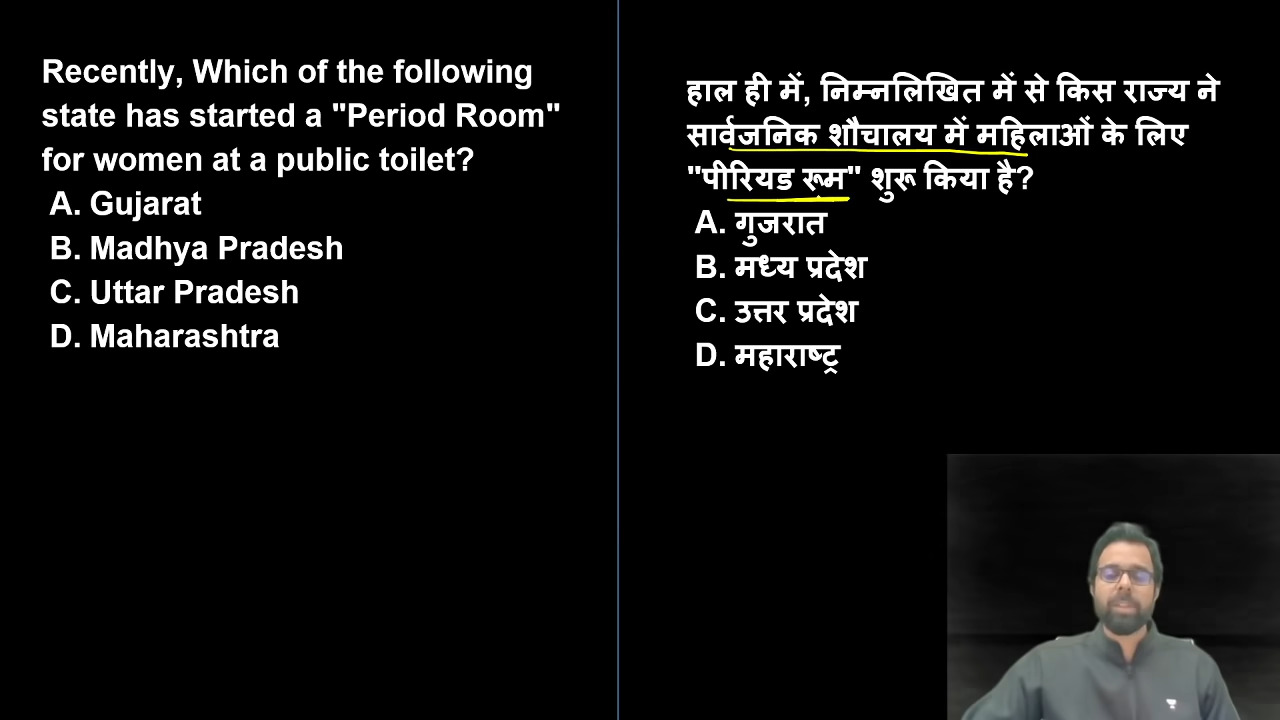 Recently, Which of the following
state has started a "Period Room"
for women at a public toilet?
A. Gujarat
B. Madhya Pradesh
C. Uttar Pradesh
D. Maharashtra
हाल ही में, निम्नलिखित में से किस राज्य ने
सार्वजनिक शौचालय में महिलाओं के लिए
"पीरियड रूम" शुरू किया है?
A. गुजरात
B. मध्य प्रदेश
C. उत्तर प्रदेश
D. महाराष्ट्र